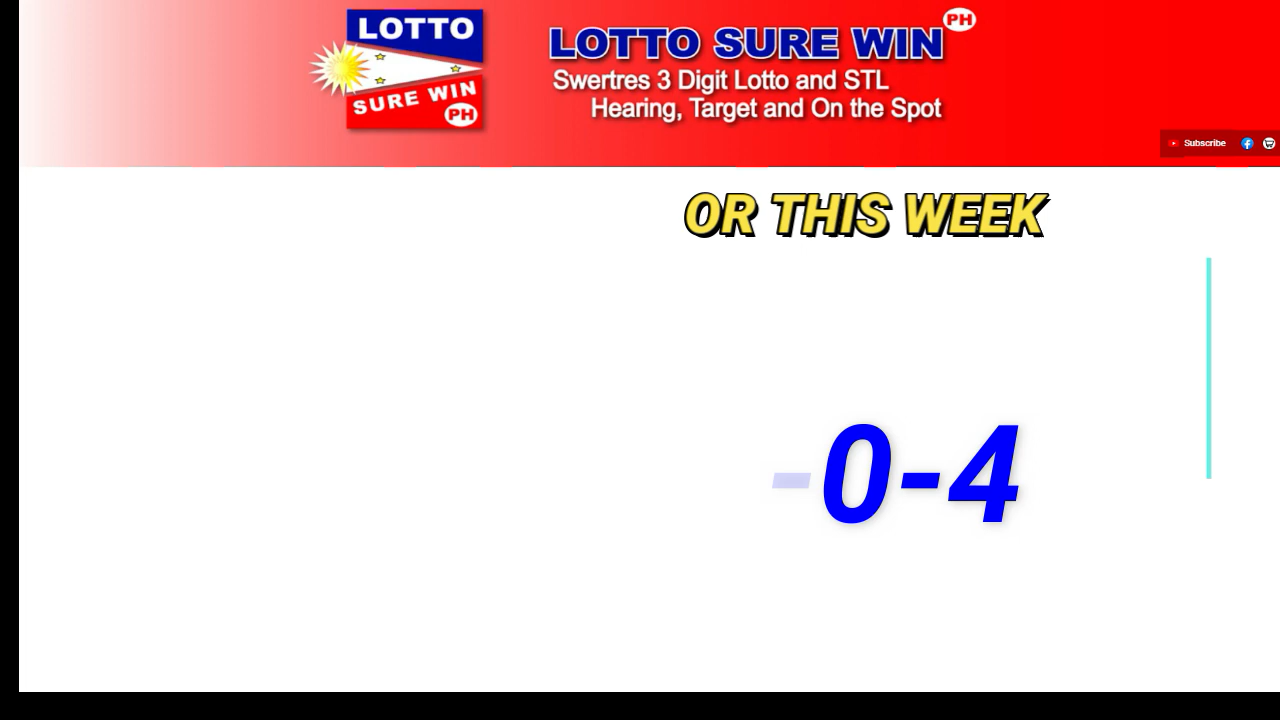 LOTTO
SURE WIN
PH
LOTTO SURE WIN PH
Swertres 3 Digit Lotto and STL
Hearing, Target and On the Spot
Subscribe
OR THIS WEEK
-0-4